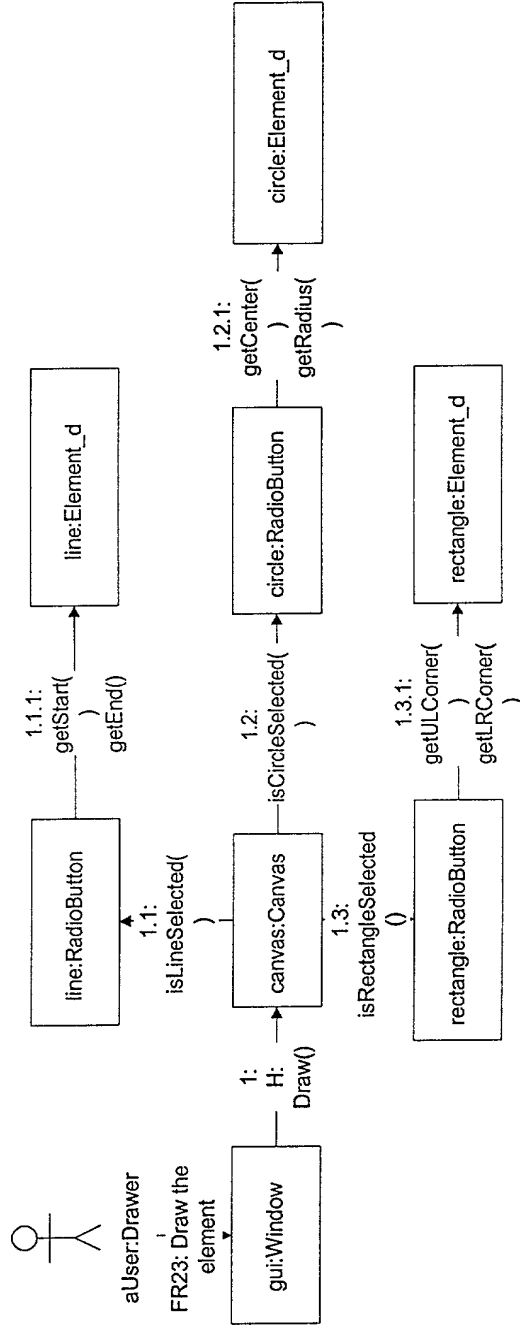 aUser:Drawer
FR23: Draw the
element
gui:Window
1:
H:
Draw()
canvas:Canvas
1.1:
isLineSelected(
)
line:RadioButton
1.1.1:
getStart(
)
getEnd()
line:Element_d
1.2:
isCircleSelected(
)
circle:RadioButton
1.2.1:
getCenter(
)
getRadius(
)
circle:Element_d
1.3:
isRectangleSelected
()
rectangle:RadioButton
1.3.1:
getULCorner(
)
getLRCorner(
)
rectangle:Element_d